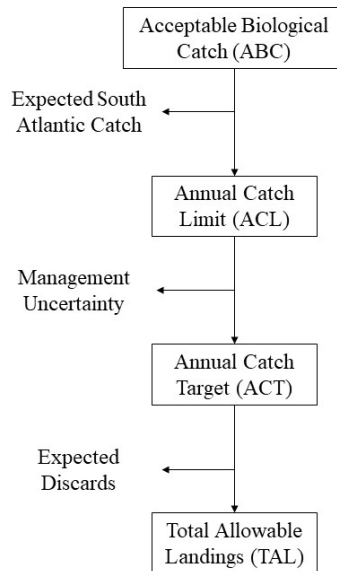 Acceptable Biological
Catch (ABC)
Expected South
Atlantic Catch
Annual Catch
Limit (ACL)
Management
Uncertainty
Annual Catch
Target (ACT)
Expected
Discards
Total Allowable
Landings (TAL)